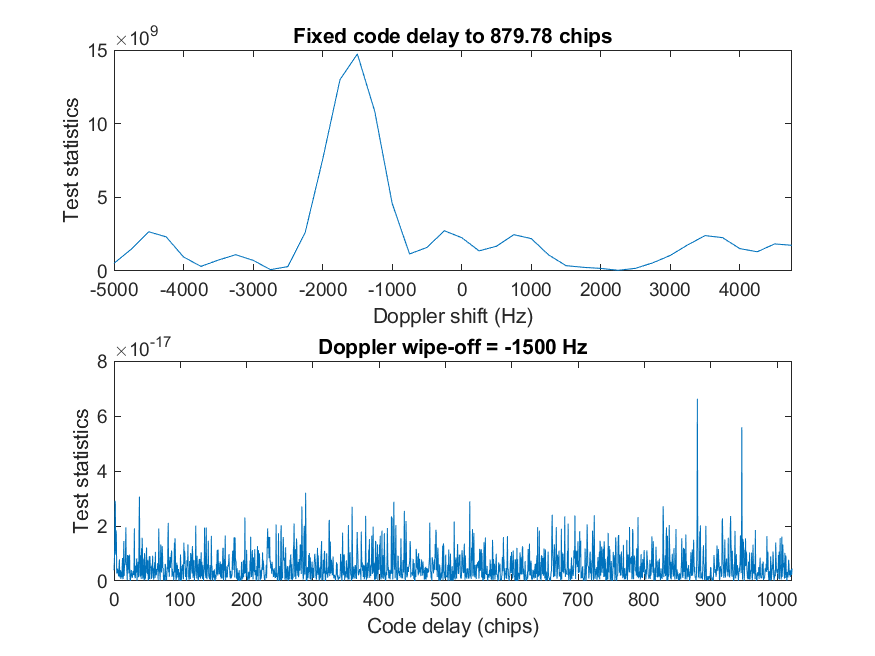 ×10^9
Fixed code delay to 879.78 chips
15
10
5
0
Test statistics
-5000 -4000 -3000 -2000 -1000 0 1000 2000 3000 4000
Doppler shift (Hz)
×10^-17
Doppler wipe-off = -1500 Hz
8
6
4
2
0
Test statistics
0 100 200 300 400 500 600 700 800 900 1000
Code delay (chips)